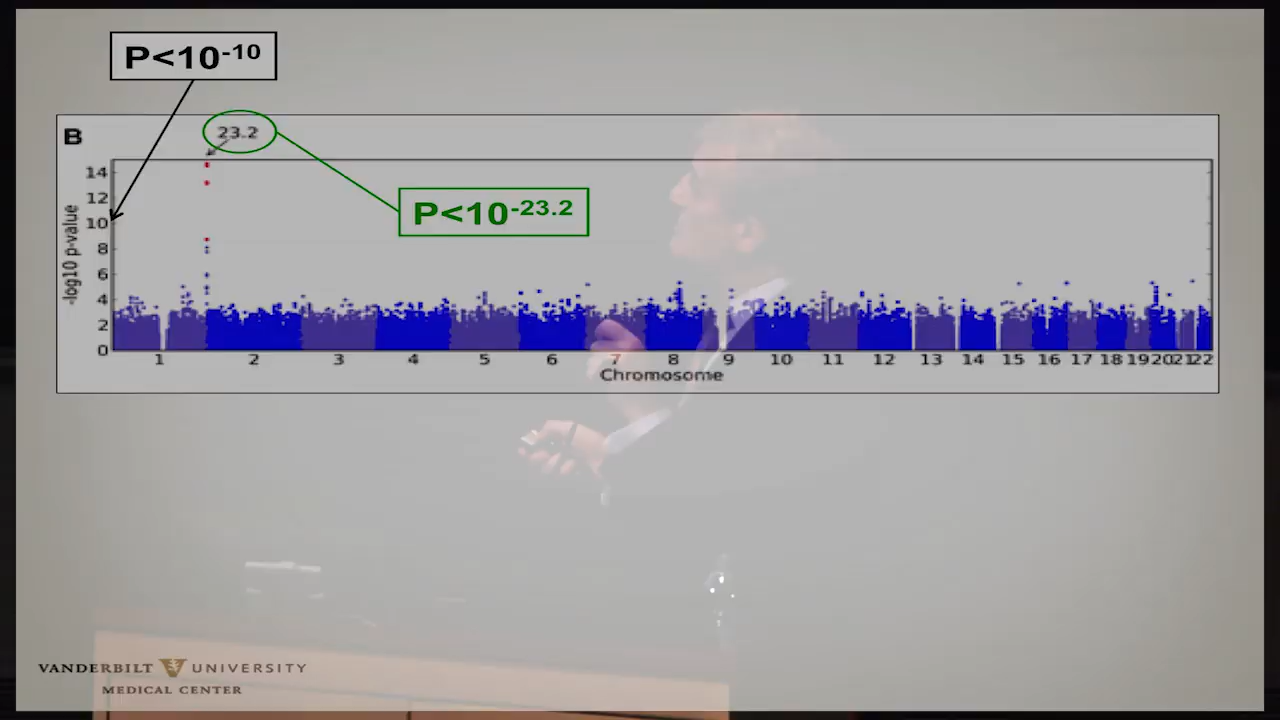 P<10-10
B
23.2
P<10-23.2
14
12
10
8
6
4
2
0
-log10 p-value
1 2 3 4 5 6 7 8 9 10 11 12 13 14 15 16 17 18 19 20 21 22
Chromosome
VANDERBILT UNIVERSITY
MEDICAL CENTER